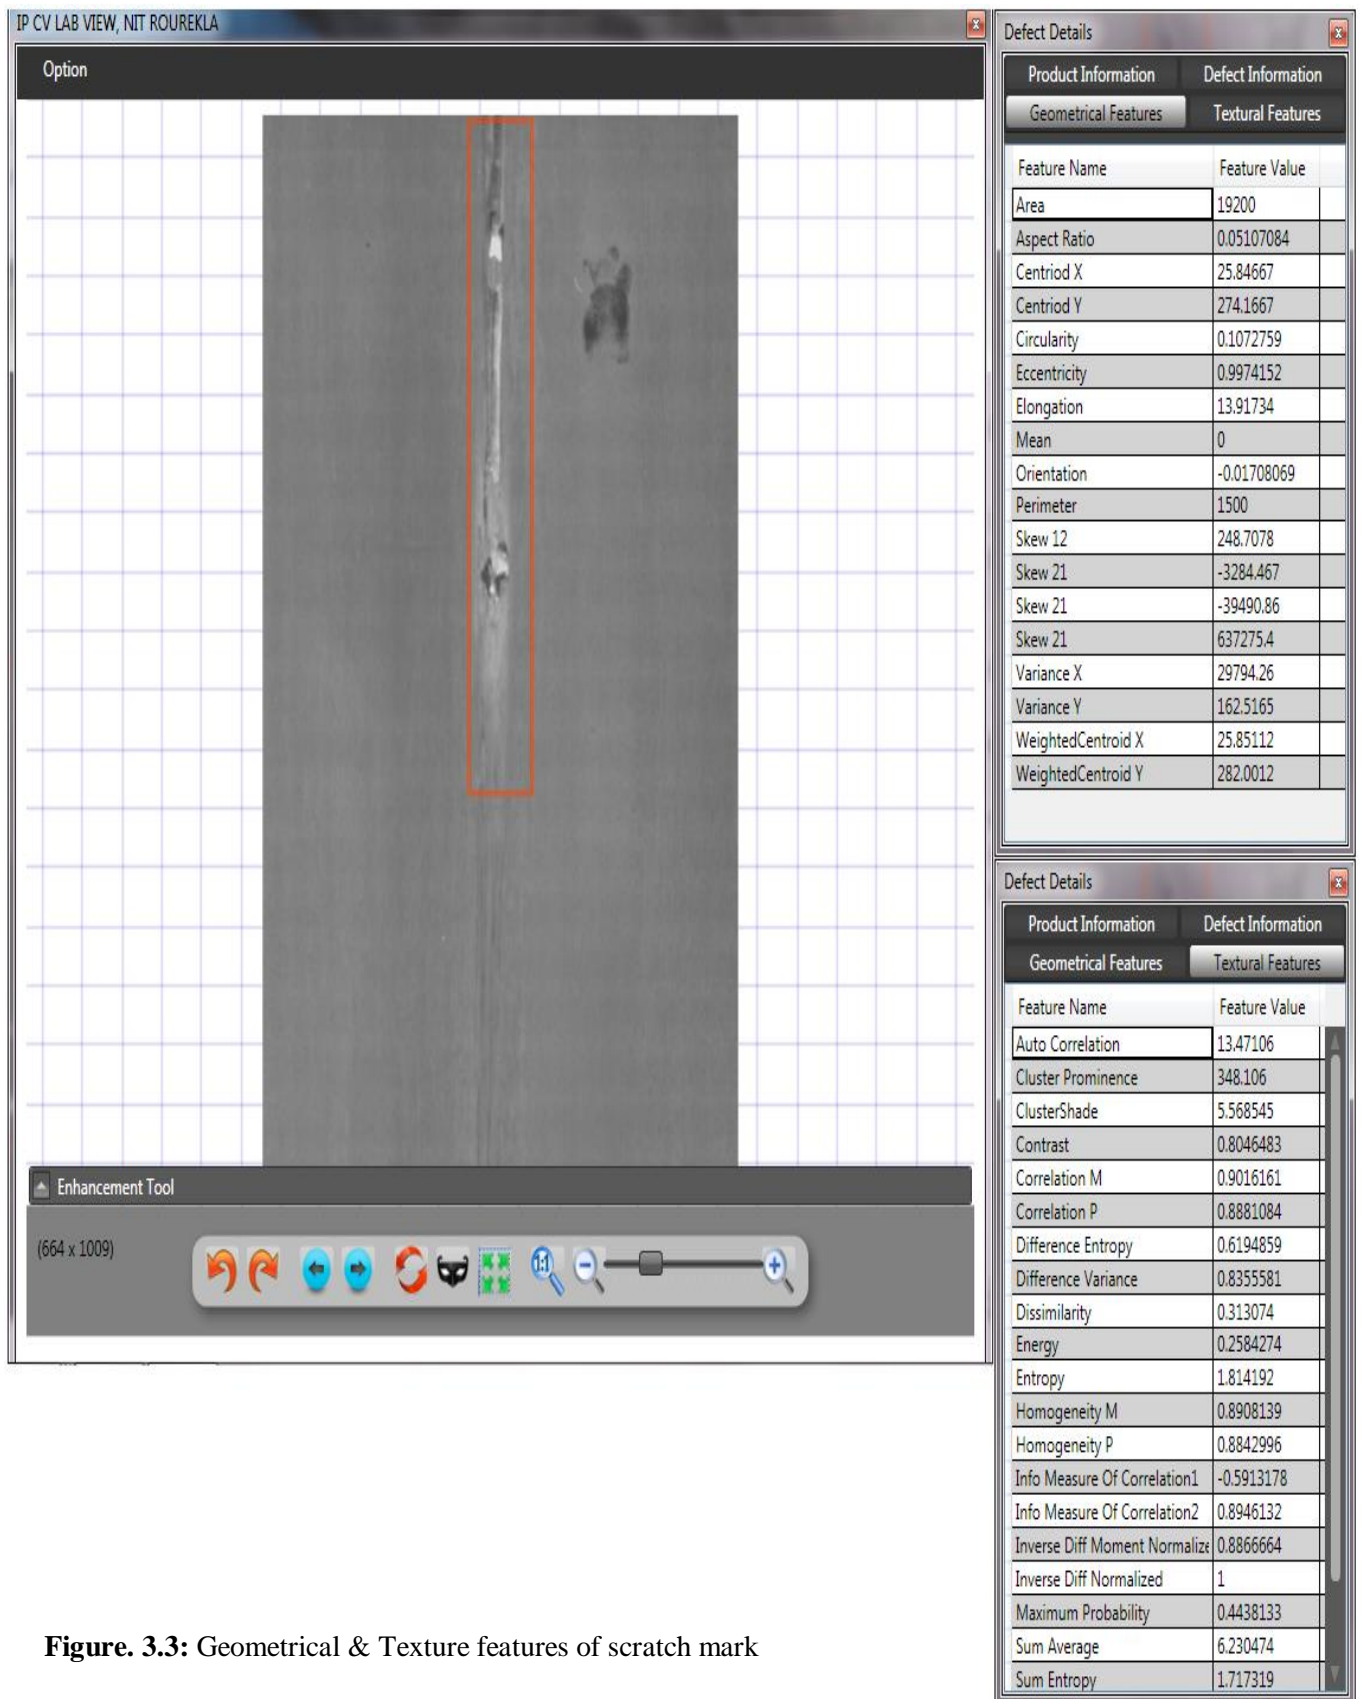 IP CV LAB VIEW, NIT ROUREKLA
Option
Enhancement Tool
(664 x 1009)
1:1
Defect Details
Product Information Defect Information
Geometrical Features Textural Features
Feature Name Feature Value
Area 19200
Aspect Ratio 0.05107084
Centriod X 25.84667
Centriod Y 274.1667
Circularity 0.1072759
Eccentricity 0.9974152
Elongation 13.91734
Mean 0
Orientation -0.01708069
Perimeter 1500
Skew 12 248.7078
Skew 21 -3284.467
Skew 21 -39490.86
Skew 21 637275.4
Variance X 29794.26
Variance Y 162.5165
WeightedCentroid X 25.85112
WeightedCentroid Y 282.0012
Defect Details
Product Information Defect Information
Geometrical Features Textural Features
Feature Name Feature Value
Auto Correlation 13.47106
Cluster Prominence 348.106
ClusterShade 5.568545
Contrast 0.8046483
Correlation M 0.9016161
Correlation P 0.8881084
Difference Entropy 0.6194859
Difference Variance 0.8355581
Dissimilarity 0.313074
Energy 0.2584274
Entropy 1.814192
Homogeneity M 0.8908139
Homogeneity P 0.8842996
Info Measure Of Correlation1 -0.5913178
Info Measure Of Correlation2 0.8946132
Inverse Diff Moment Normalize 0.8866664
Inverse Diff Normalized 1
Maximum Probability 0.4438133
Sum Average 6.230474
Sum Entropy 1.717319
Figure. 3.3: Geometrical & Texture features of scratch mark